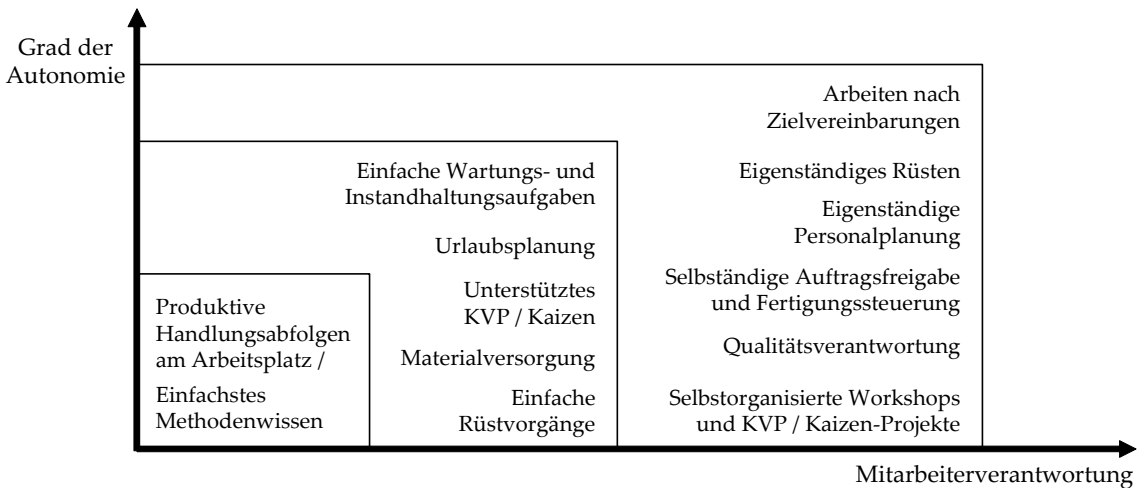 Grad der
Autonomie
Arbeiten nach
Zielvereinbarungen
Einfache Wartungs- und
Instandhaltungsaufgaben
Eigenständiges Rüsten
Eigenständige
Personalplanung
Urlaubsplanung
Selbständige Auftragsfreigabe
und Fertigungssteuerung
Unterstütztes
KVP / Kaizen
Produktive
Handlungsabfolgen
am Arbeitsplatz /
Materialversorgung
Qualitätsverantwortung
Einfachstes
Methodenwissen
Einfache
Rüstvorgänge
Selbstorganisierte Workshops
und KVP / Kaizen-Projekte
Mitarbeiterverantwortung